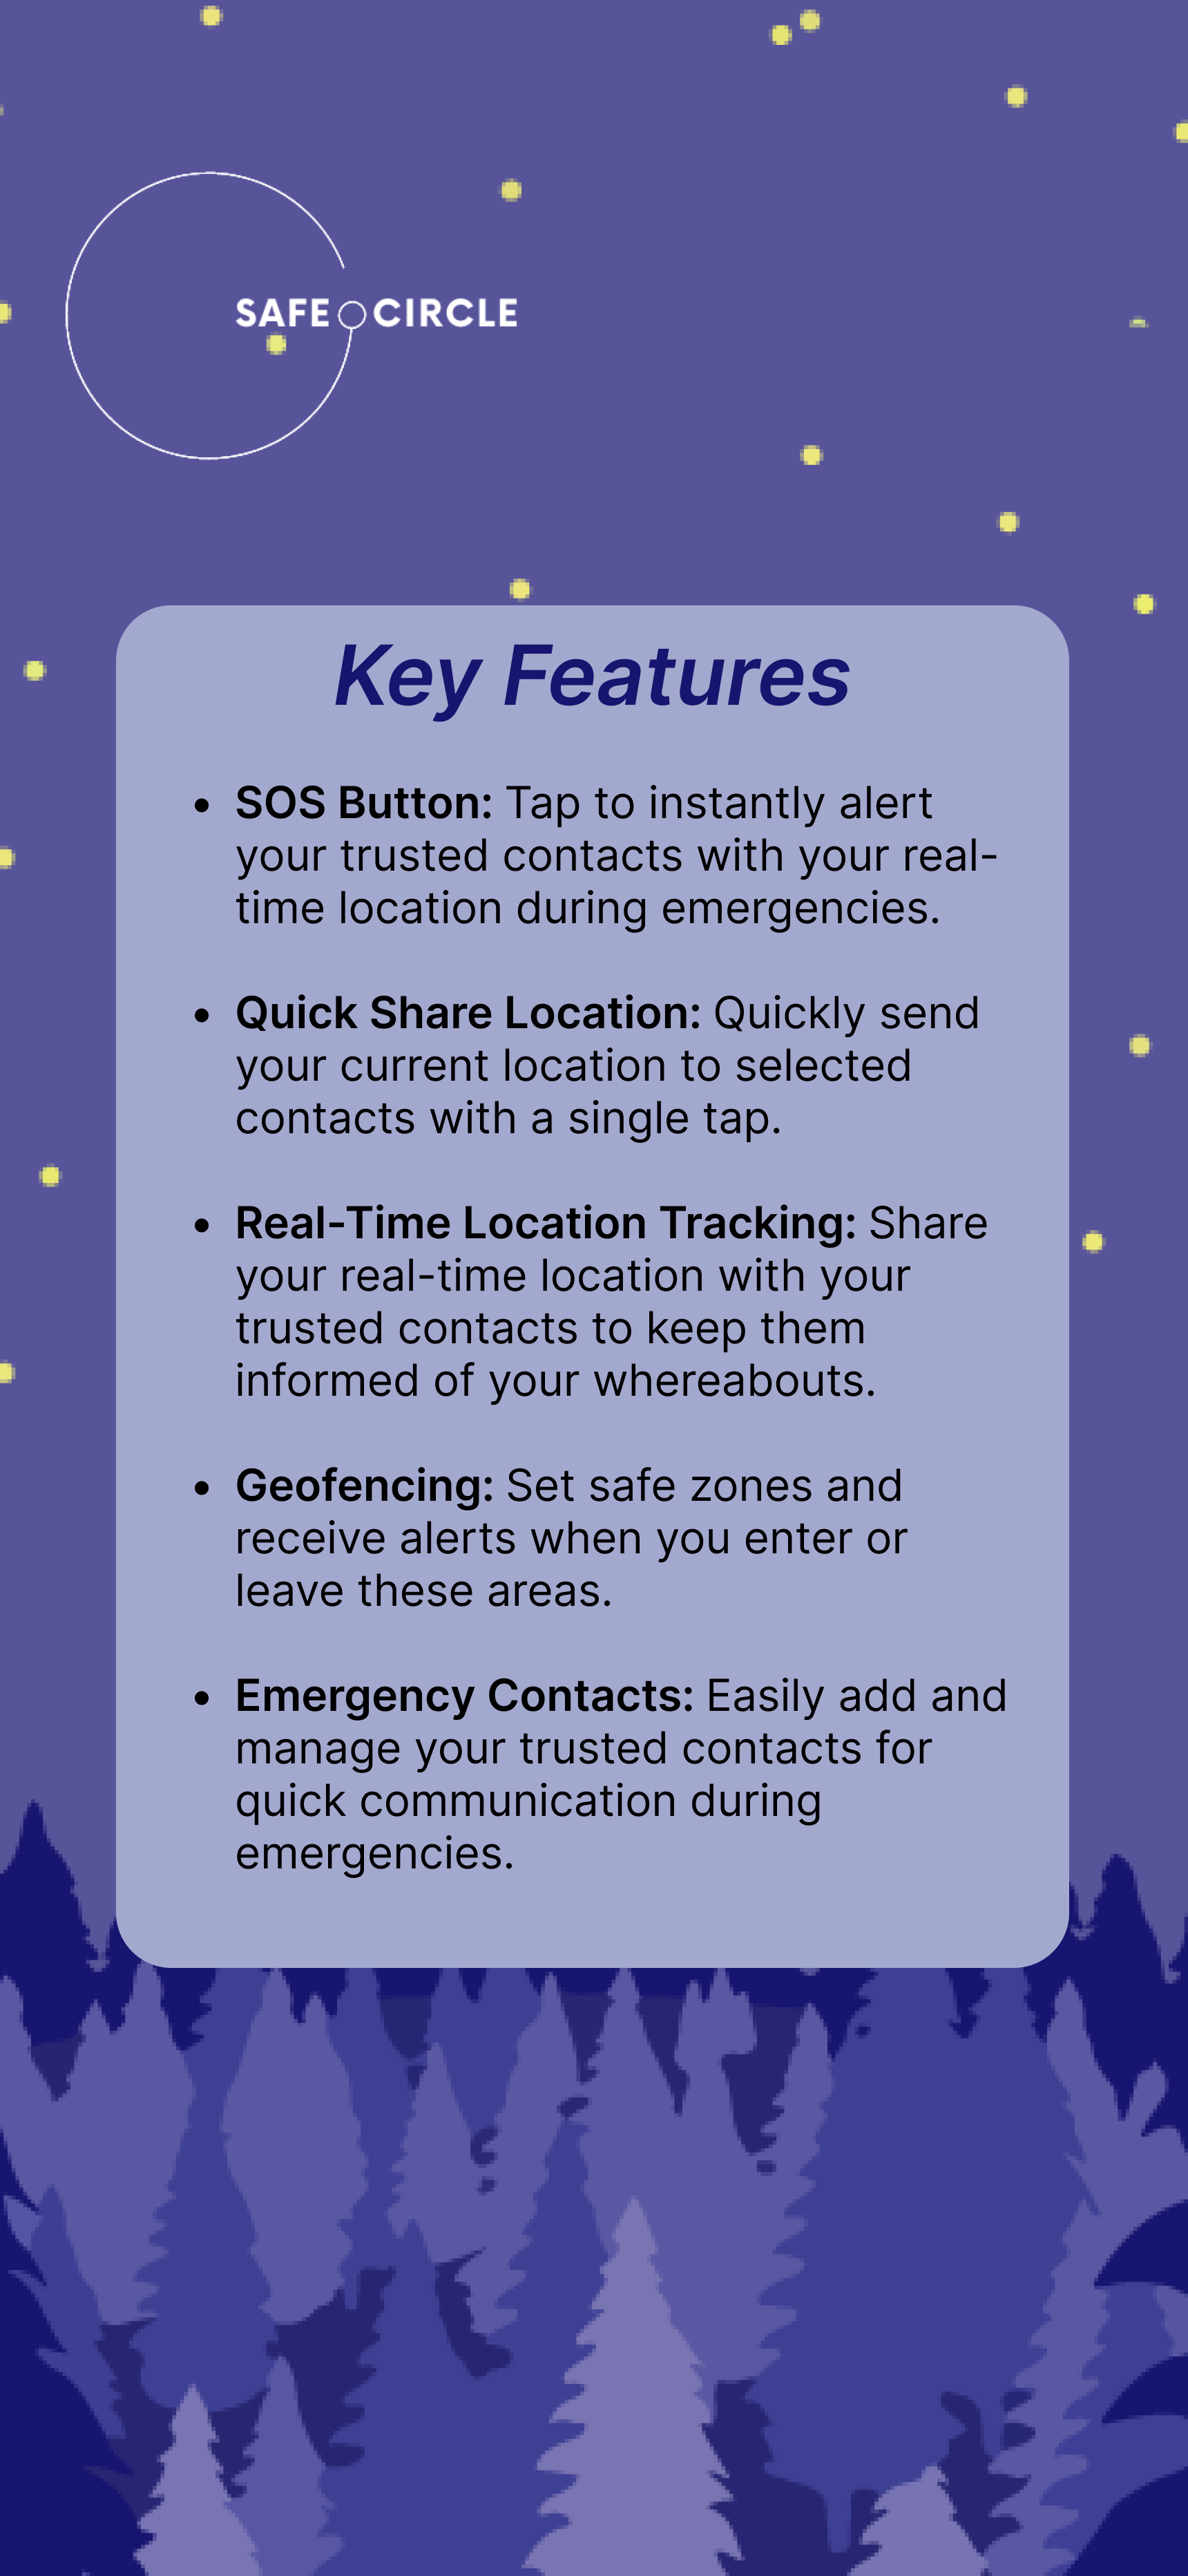 SAFE CIRCLE
Key Features
• SOS Button: Tap to instantly alert
your trusted contacts with your real-
time location during emergencies.
• Quick Share Location: Quickly send
your current location to selected
contacts with a single tap.
• Real-Time Location Tracking: Share
your real-time location with your
trusted contacts to keep them
informed of your whereabouts.
• Geofencing: Set safe zones and
receive alerts when you enter or
leave these areas.
• Emergency Contacts: Easily add and
manage your trusted contacts for
quick communication during
emergencies.